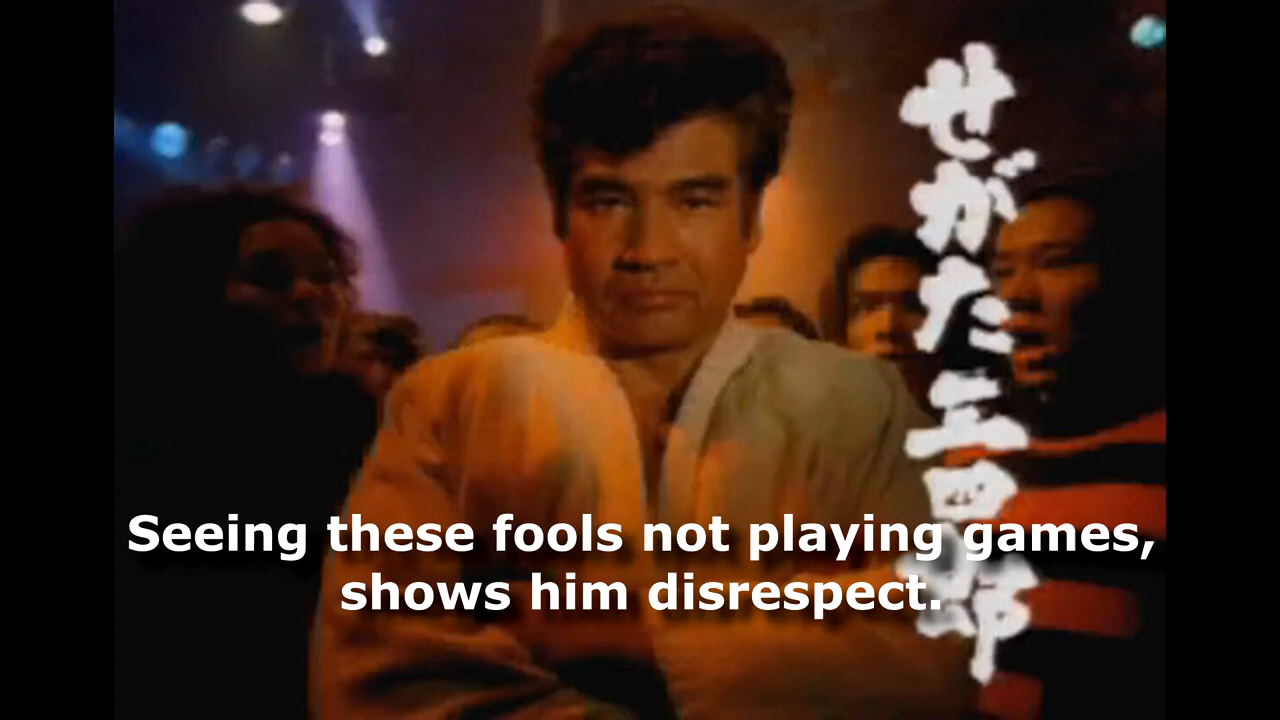 せがた三四郎
Seeing these fools not playing games,
shows him disrespect.